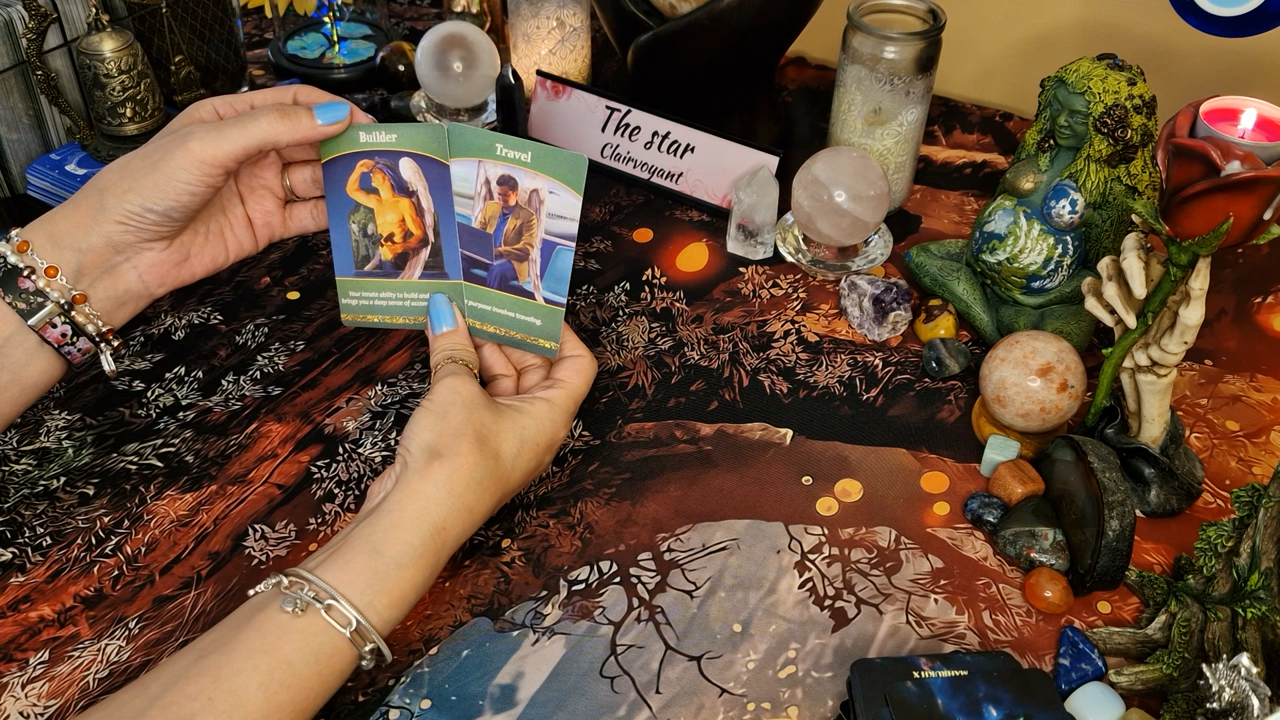 Builder
Travel
The star
Clairvoyant
Your innate ability to build and
brings you a deep sense of
purpose involves traveling.
MAHRUKH X